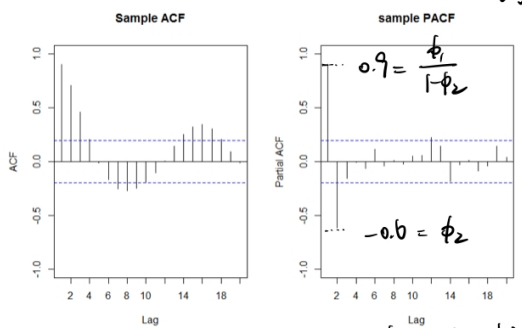 Sample ACF
ACF
1.0
0.5
0.0
-0.5
-1.0
2 4 6 8 10 14 18
Lag
sample PACF
Partial ACF
1.0
0.5
0.0
-0.5
-1.0
0.9 = ϕ₁ / 1-ϕ₂
-0.6 = ϕ₂
2 4 6 8 10 14 18
Lag